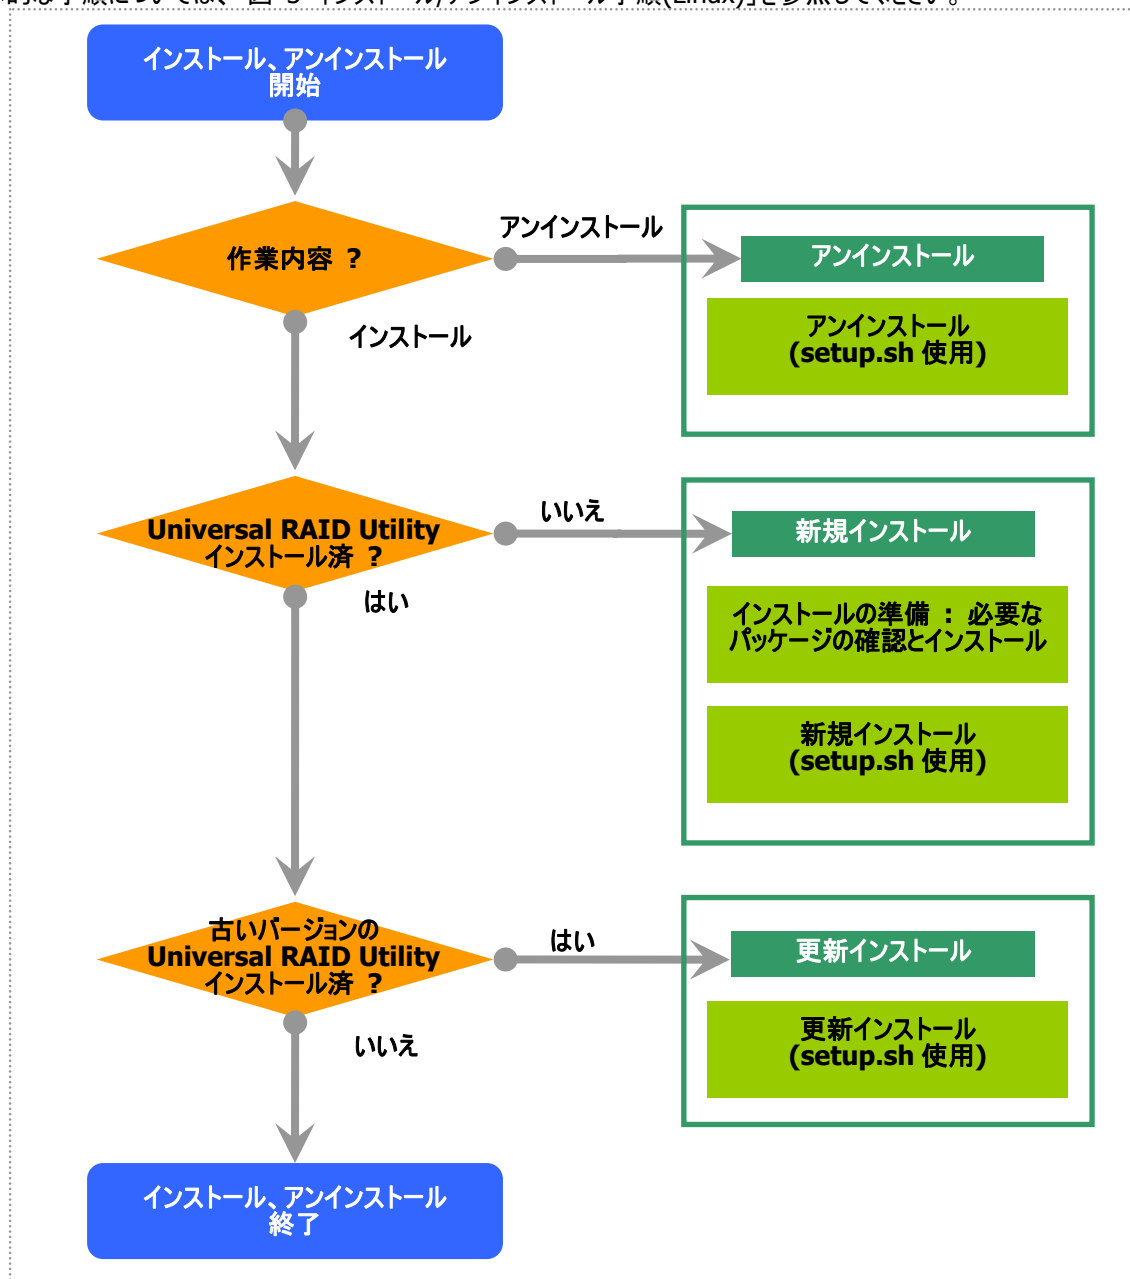 インストール、アンインストール
開始
作業内容 ?
アンインストール
インストール
アンインストール
アンインストール
(setup.sh 使用)
Universal RAID Utility
インストール済 ?
いいえ
はい
新規インストール
インストールの準備 : 必要な
パッケージの確認とインストール
新規インストール
(setup.sh 使用)
古いバージョンの
Universal RAID Utility
インストール済 ?
はい
いいえ
更新インストール
更新インストール
(setup.sh 使用)
インストール、アンインストール
終了